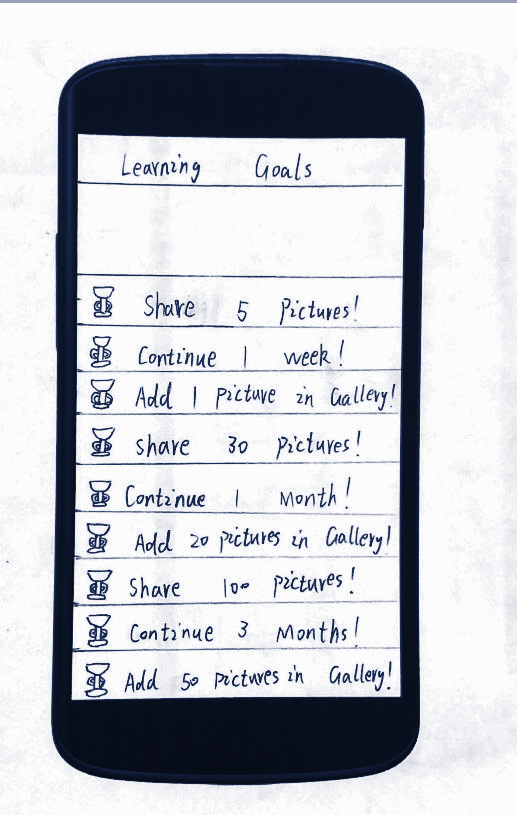 Learning Goals
Share 5 Pictures!
Continue 1 week!
Add 1 Picture in Gallery!
share 30 Pictures!
Continue 1 Month!
Add 20 pictures in Gallery!
Share 100 pictures!
Continue 3 Months!
Add 50 pictures in Gallery!